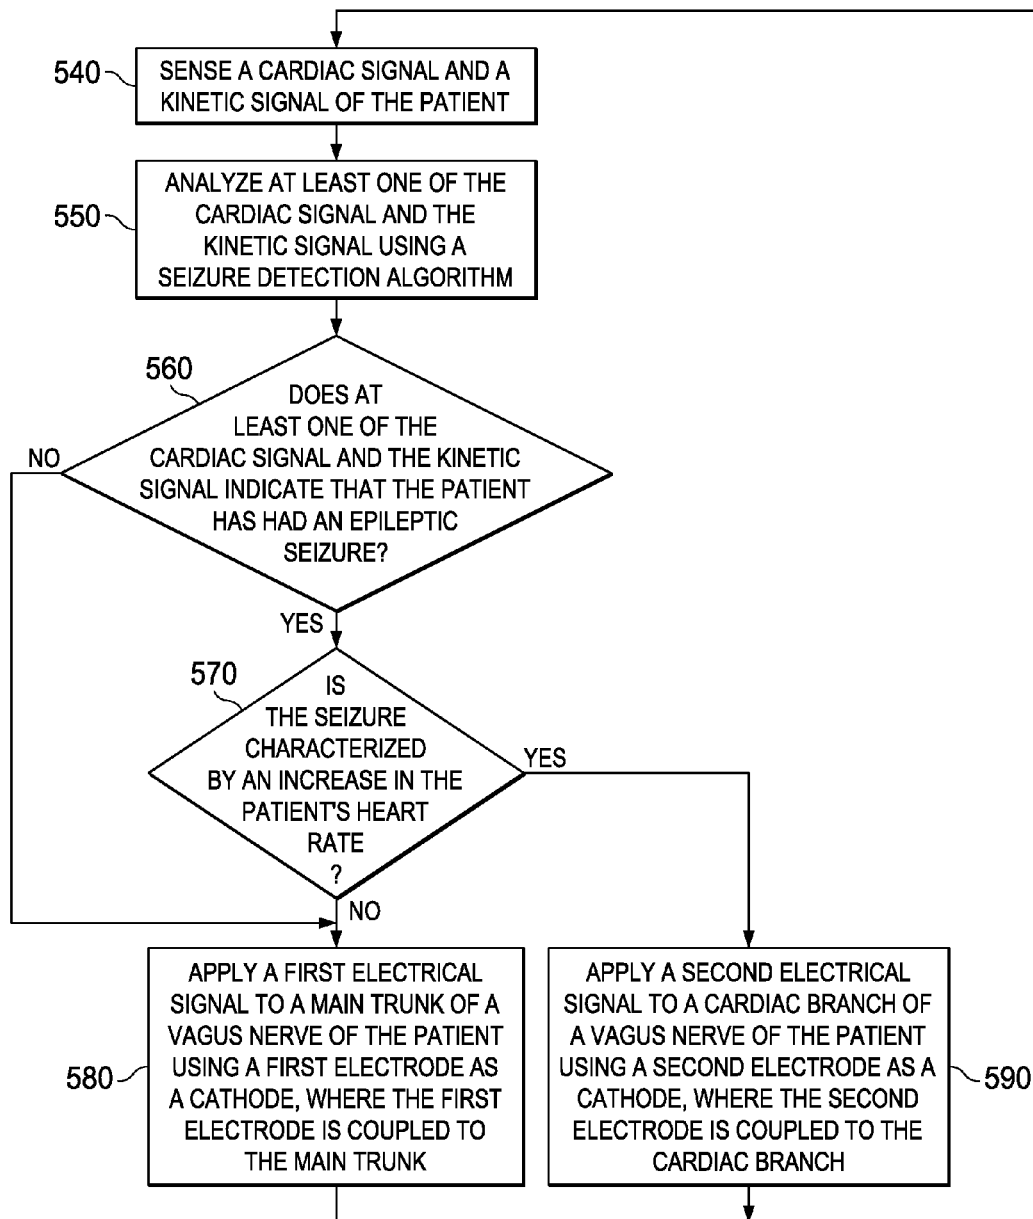 540
SENSE A CARDIAC SIGNAL AND A
KINETIC SIGNAL OF THE PATIENT
550
ANALYZE AT LEAST ONE OF THE
CARDIAC SIGNAL AND THE
KINETIC SIGNAL USING A
SEIZURE DETECTION ALGORITHM
560
DOES AT
LEAST ONE OF THE
CARDIAC SIGNAL AND THE KINETIC
SIGNAL INDICATE THAT THE PATIENT
HAS HAD AN EPILEPTIC
SEIZURE?
NO
YES
570
IS
THE SEIZURE
CHARACTERIZED
BY AN INCREASE IN THE
PATIENT'S HEART
RATE
?
YES
NO
580
APPLY A FIRST ELECTRICAL
SIGNAL TO A MAIN TRUNK OF A
VAGUS NERVE OF THE PATIENT
USING A FIRST ELECTRODE AS
A CATHODE, WHERE THE FIRST
ELECTRODE IS COUPLED TO
THE MAIN TRUNK
APPLY A SECOND ELECTRICAL
SIGNAL TO A CARDIAC BRANCH OF
A VAGUS NERVE OF THE PATIENT
USING A SECOND ELECTRODE AS A
CATHODE, WHERE THE SECOND
ELECTRODE IS COUPLED TO THE
CARDIAC BRANCH
590